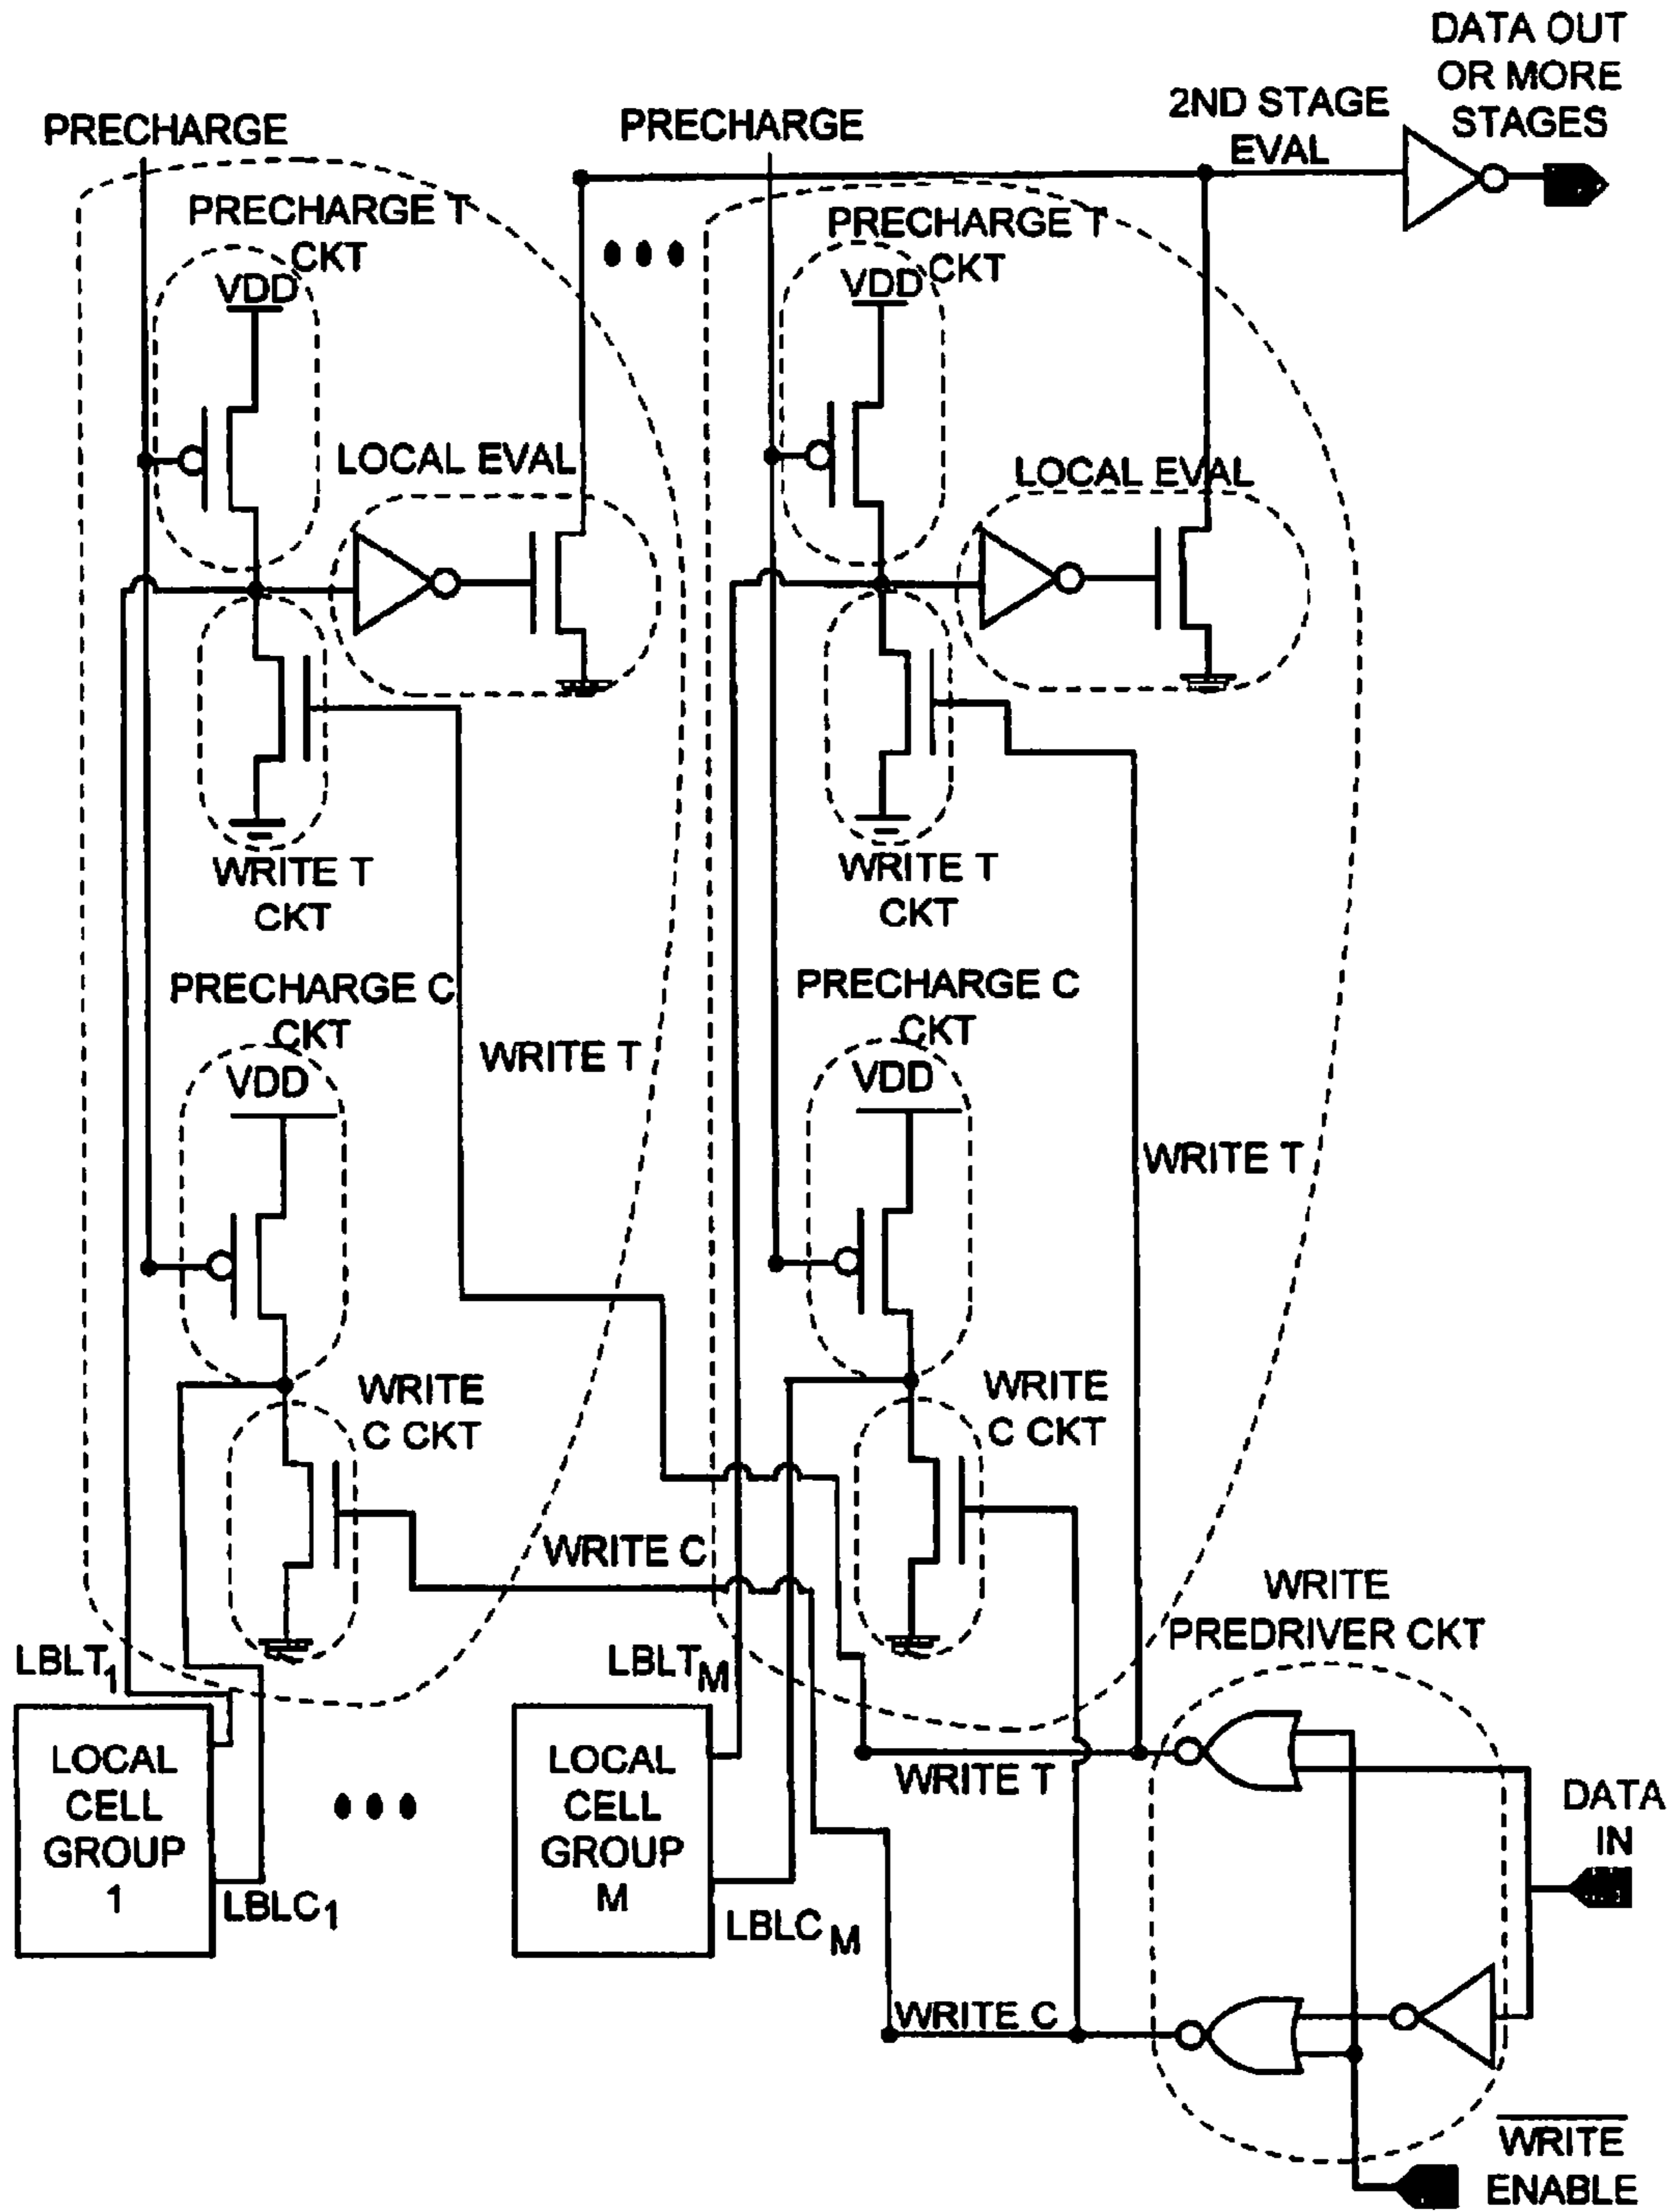 DATA OUT
OR MORE
STAGES
2ND STAGE
EVAL
PRECHARGE
PRECHARGE
PRECHARGE T
CKT
VDD
PRECHARGE T
CKT
VDD
LOCAL EVAL
LOCAL EVAL
WRITE T
CKT
WRITE T
CKT
PRECHARGE C
CKT
VDD
PRECHARGE C
CKT
VDD
WRITE T
WRITE T
WRITE
C CKT
WRITE
C CKT
WRITE C
WRITE
PREDRIVER CKT
LBLT1
LBLTM
LOCAL
CELL
GROUP
1
LOCAL
CELL
GROUP
M
WRITE T
DATA
IN
LBLC1
LBLCM
WRITE C
WRITE
ENABLE